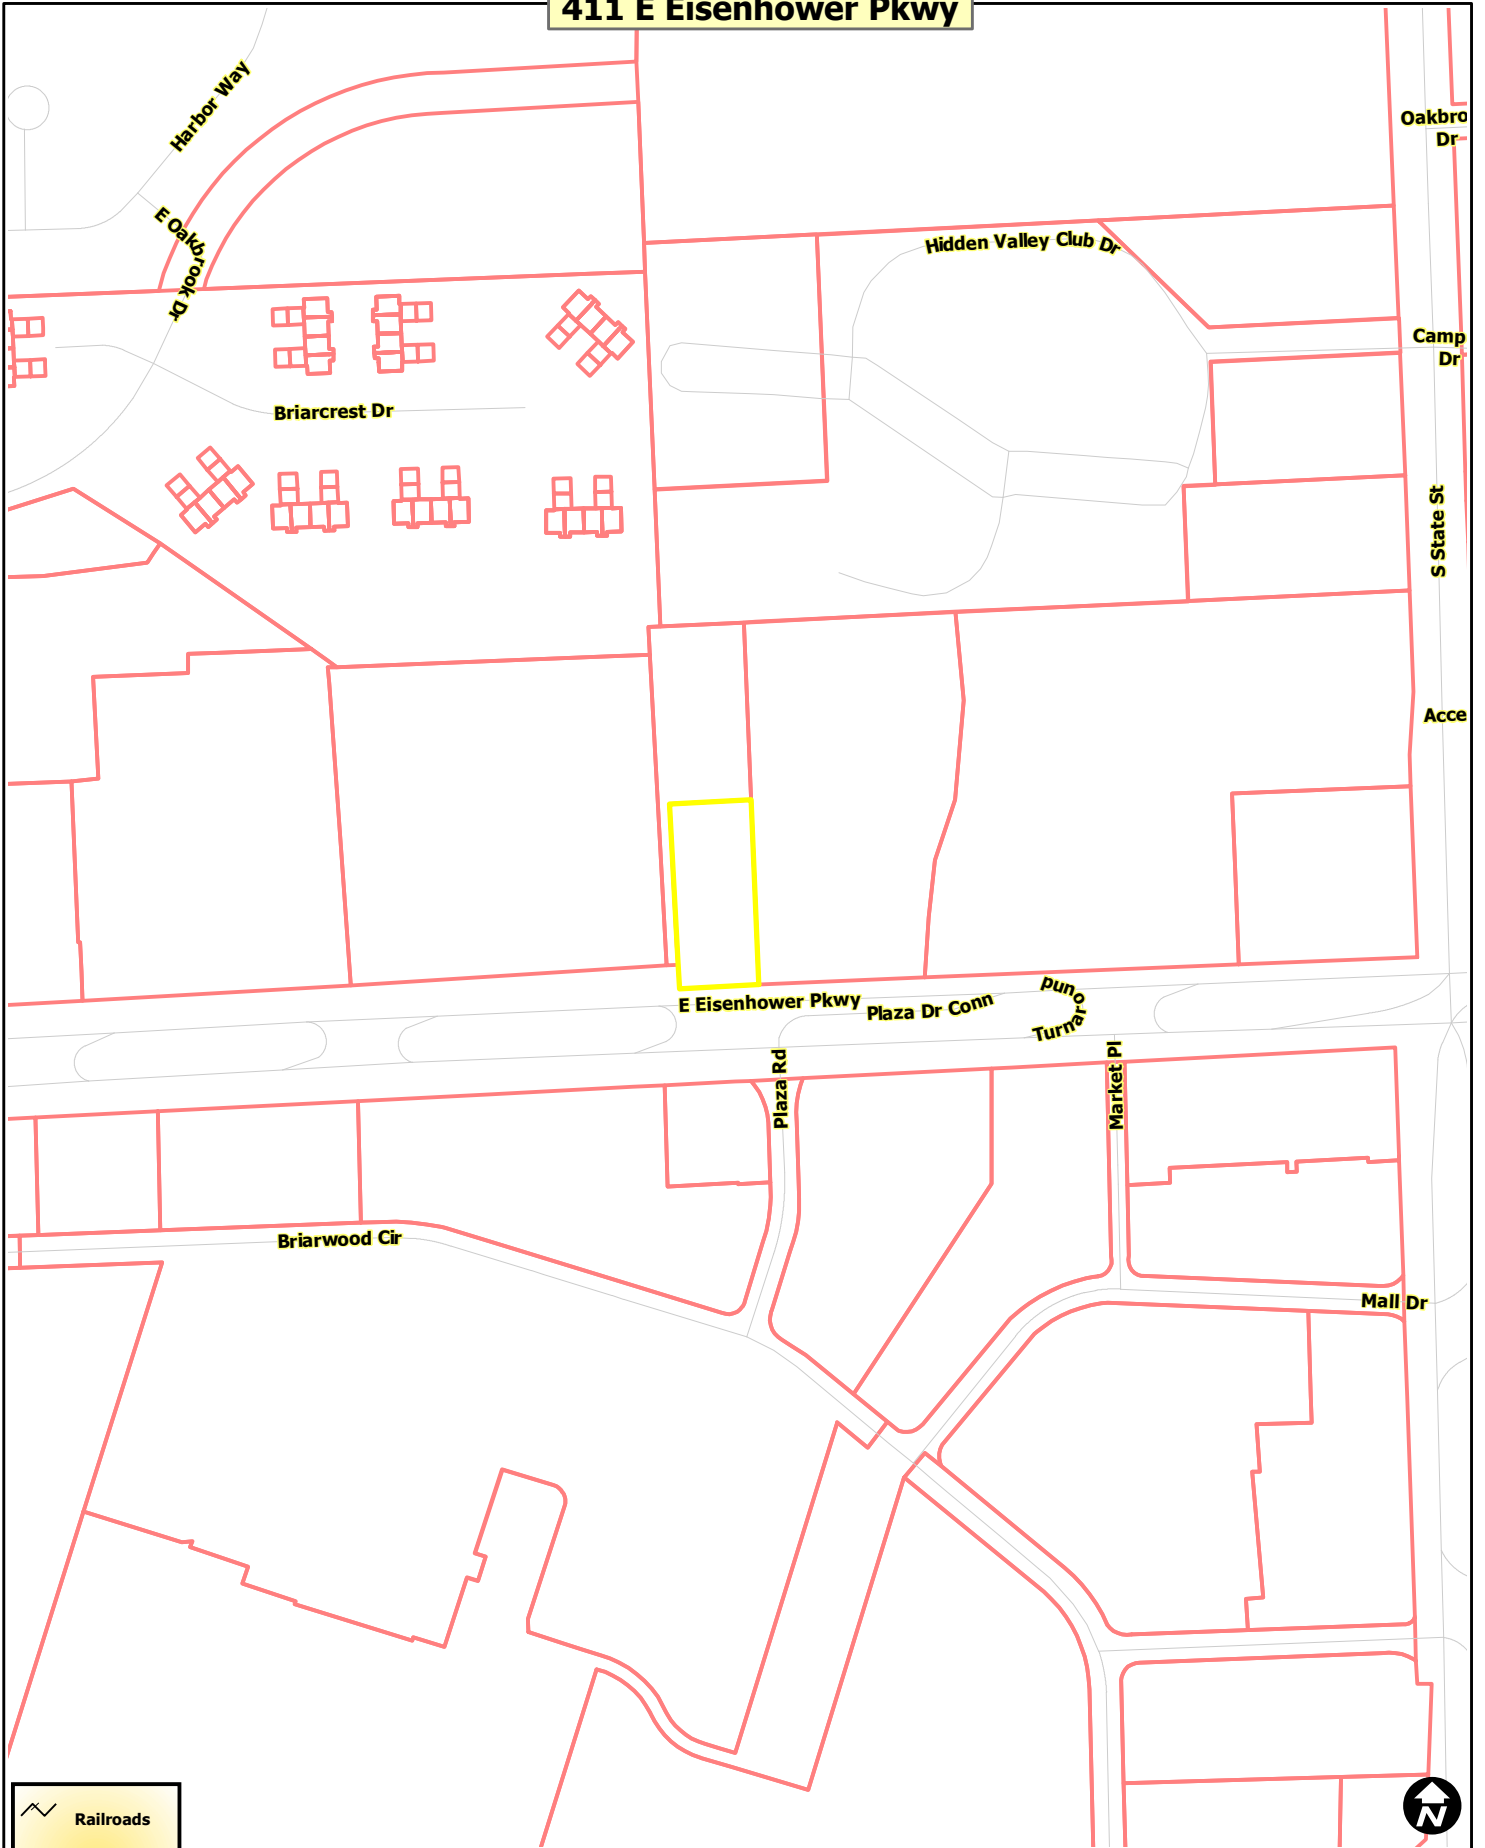 411 E Eisenhower Pkwy
Harbor Way
Oakbro
Dr
E Oakbrook Dr
Hidden Valley Club Dr
Camp
Dr
Briarcrest Dr
S State St
Acce
E Eisenhower Pkwy
Plaza Dr Conn
Turnaround
Plaza Rd
Market Pl
Briarwood Cir
Mall Dr
Railroads
N